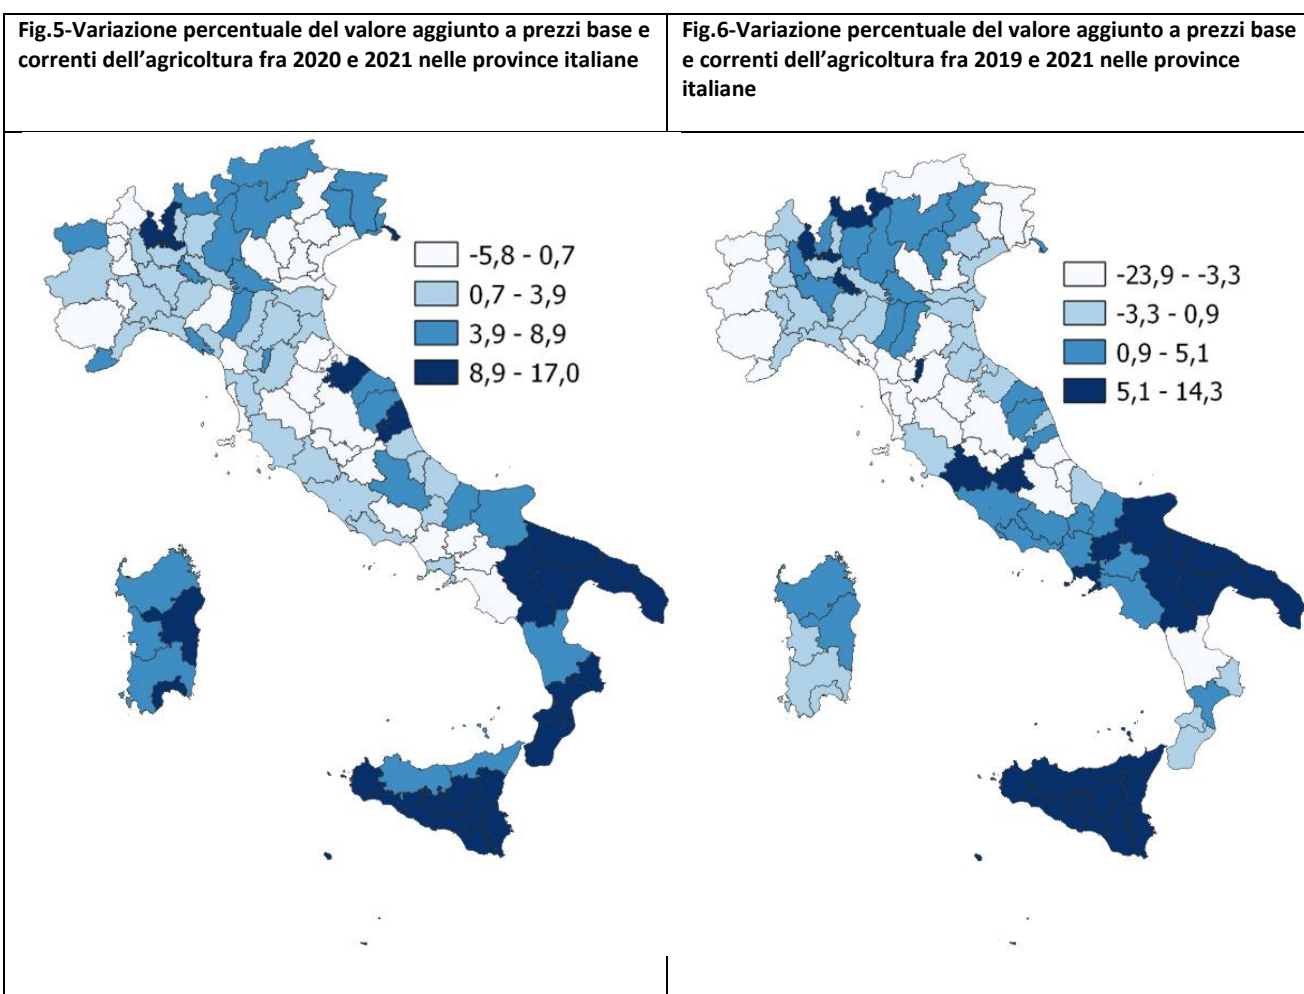 Fig.5-Variazione percentuale del valore aggiunto a prezzi base e
correnti dell’agricoltura fra 2020 e 2021 nelle province italiane
Fig.6-Variazione percentuale del valore aggiunto a prezzi base
e correnti dell’agricoltura fra 2019 e 2021 nelle province
italiane
-5,8 - 0,7
0,7 - 3,9
3,9 - 8,9
8,9 - 17,0
-23,9 - -3,3
-3,3 - 0,9
0,9 - 5,1
5,1 - 14,3